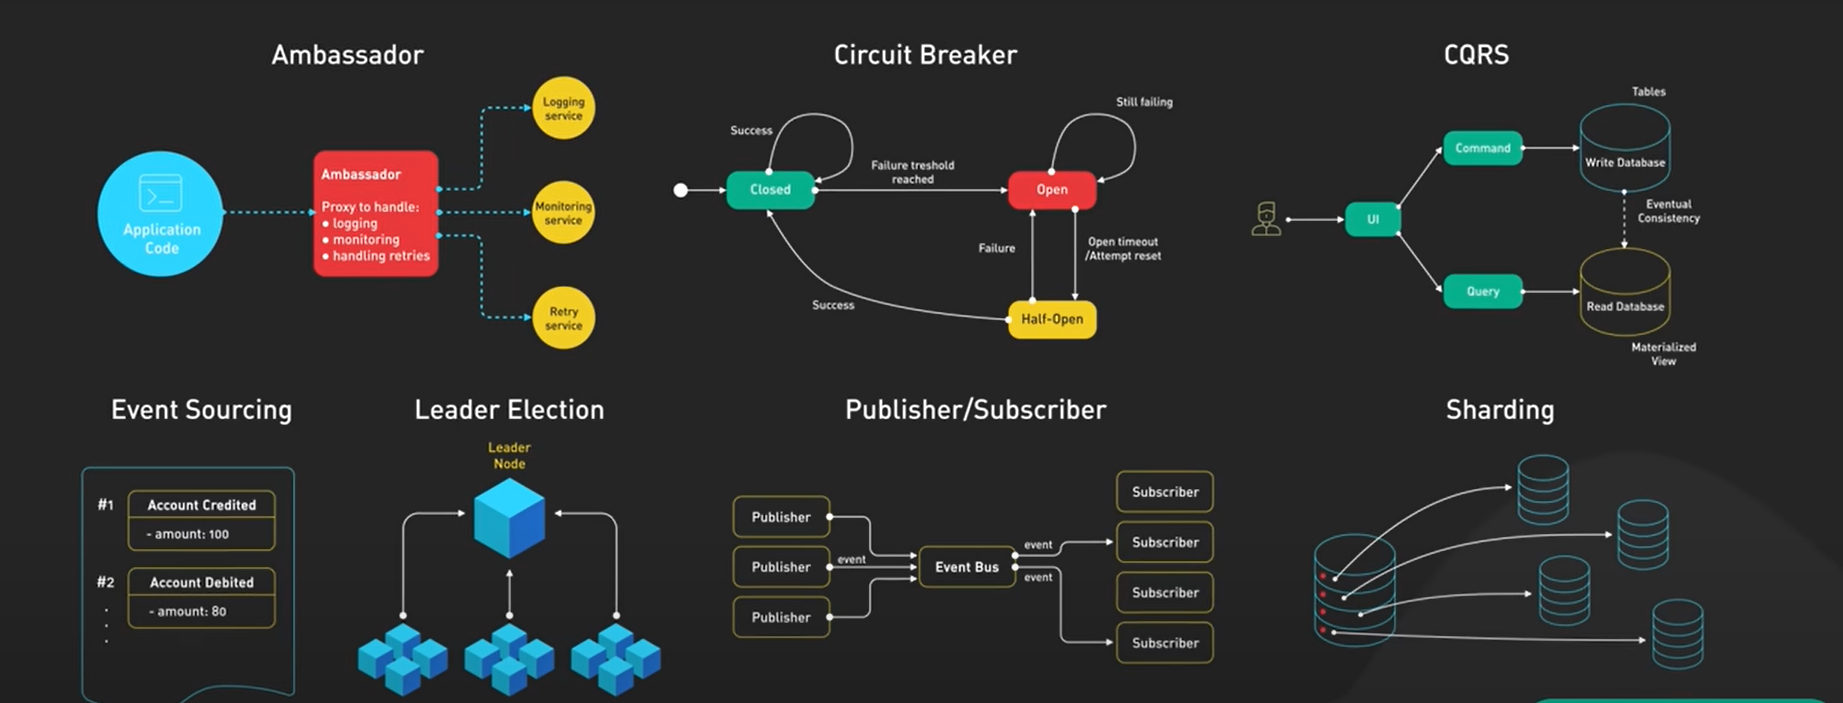 Ambassador
Application
Code
Ambassador
Proxy to handle:
● logging
● monitoring
● handling retries
Logging
service
Monitoring
service
Retry
service
Circuit Breaker
Success
Closed
Failure treshold
reached
Still failing
Open
Failure
Open timeout
/Attempt reset
Success
Half-Open
CQRS
UI
Command
Query
Tables
Write Database
Eventual
Consistency
Read Database
Materialized
View
Event Sourcing
#1
Account Credited
- amount: 100
#2
Account Debited
- amount: 80
Leader Election
Leader
Node
Publisher/Subscriber
Publisher
Publisher
Publisher
event
Event Bus
event
event
Subscriber
Subscriber
Subscriber
Subscriber
Sharding